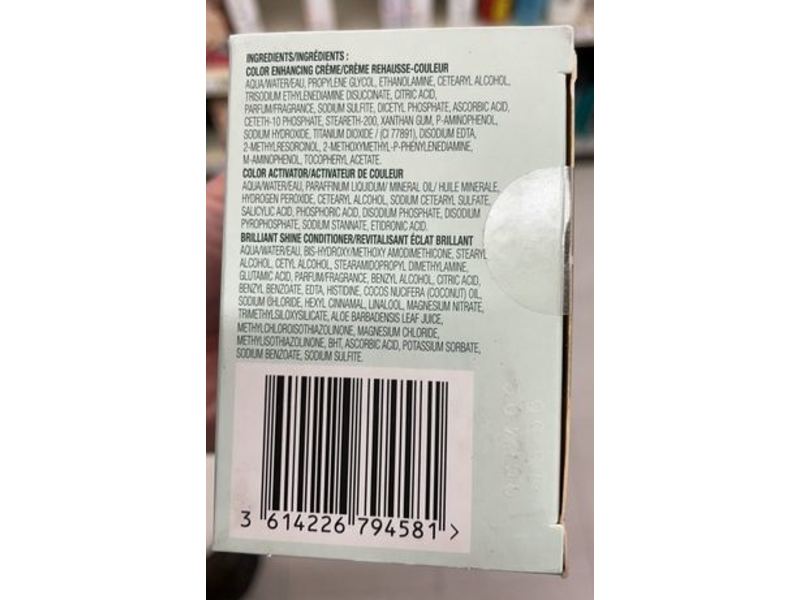 INGREDIENTS/INGRÉDIENTS :
COLOR ENHANCING CRÈME/CRÈME REHAUSSE-COULEUR
AQUA/WATER/EAU, PROPYLENE GLYCOL, ETHANOLAMINE, CETEARYL ALCOHOL,
TRISODIUM ETHYLENEDIAMINE DISUCCINATE, CITRIC ACID,
PARFUM/FRAGRANCE, SODIUM SULFITE, DICETYL PHOSPHATE, ASCORBIC ACID,
CETETH-10 PHOSPHATE, STEARETH-200, XANTHAN GUM, P-AMINOPHENOL,
SODIUM HYDROXIDE, TITANIUM DIOXIDE / (CI 77891), DISODIUM EDTA,
2-METHYLRESORCINOL, 2-METHOXYMETHYL-P-PHENYLENEDIAMINE,
M-AMINOPHENOL, TOCOPHERYL ACETATE.
COLOR ACTIVATOR/ACTIVATEUR DE COULEUR
AQUA/WATER/EAU, PARAFFINUM LIQUIDUM/ MINERAL OIL/ HUILE MINERALE,
HYDROGEN PEROXIDE, CETEARYL ALCOHOL, SODIUM CETEARYL SULFATE,
SALICYLIC ACID, PHOSPHORIC ACID, DISODIUM PHOSPHATE, DISODIUM
PYROPHOSPHATE, SODIUM STANNATE, ETIDRONIC ACID.
BRILLIANT SHINE CONDITIONER/REVITALISANT ÉCLAT BRILLANT
AQUA/WATER/EAU, BIS-HYDROXY/METHOXY AMODIMETHICONE, STEARYL
ALCOHOL, CETYL ALCOHOL, STEARAMIDOPROPYL DIMETHYLAMINE,
GLUTAMIC ACID, PARFUM/FRAGRANCE, BENZYL ALCOHOL, CITRIC ACID,
BENZYL BENZOATE, EDTA, HISTIDINE, COCOS NUCIFERA (COCONUT) OIL,
SODIUM CHLORIDE, HEXYL CINNAMAL, LINALOOL, MAGNESIUM NITRATE,
TRIMETHYLSILOXYSILICATE, ALOE BARBADENSIS LEAF JUICE,
METHYLCHLOROISOTHIAZOLINONE, MAGNESIUM CHLORIDE,
METHYLISOTHIAZOLINONE, BHT, ASCORBIC ACID, POTASSIUM SORBATE,
SODIUM BENZOATE, SODIUM SULFITE.
3 614226 794581 >